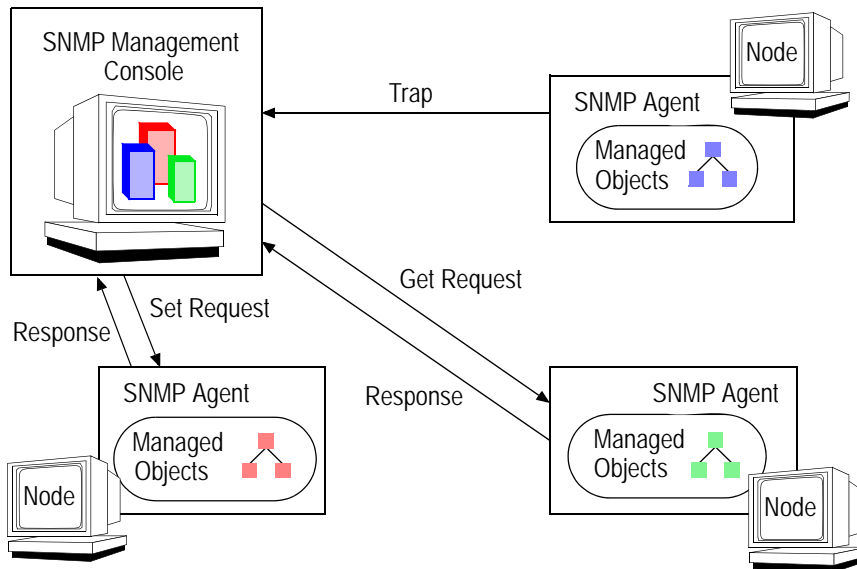 SNMP Management
Console
Node
Trap
SNMP Agent
Managed
Objects
Get Request
Set Request
Response
Response
SNMP Agent
Managed
Objects
Node
SNMP Agent
Managed
Objects
Node